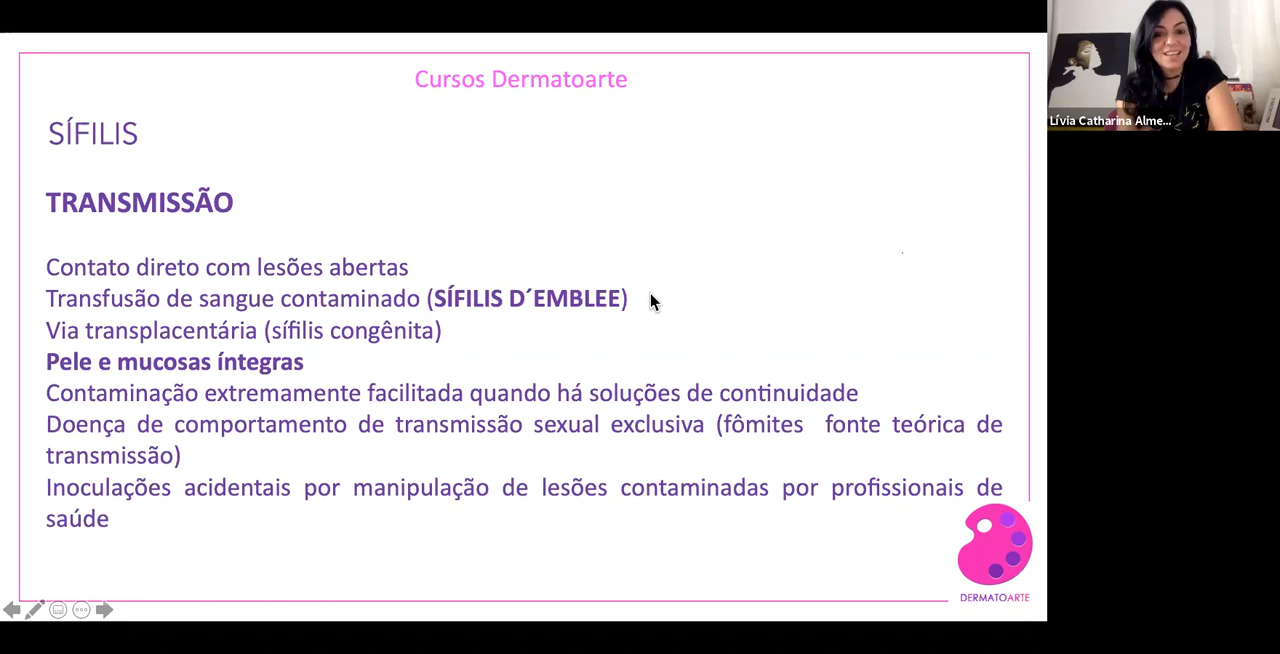 Cursos Dermatoarte
SÍFILIS
TRANSMISSÃO
Contato direto com lesões abertas
Transfusão de sangue contaminado (SÍFILIS D´EMBLEE)
Via transplacentária (sífilis congênita)
Pele e mucosas íntegras
Contaminação extremamente facilitada quando há soluções de continuidade
Doença de comportamento de transmissão sexual exclusiva (fômites fonte teórica de
transmissão)
Inoculações acidentais por manipulação de lesões contaminadas por profissionais de
saúde
DERMATOARTE
Lívia Catharina Alme...